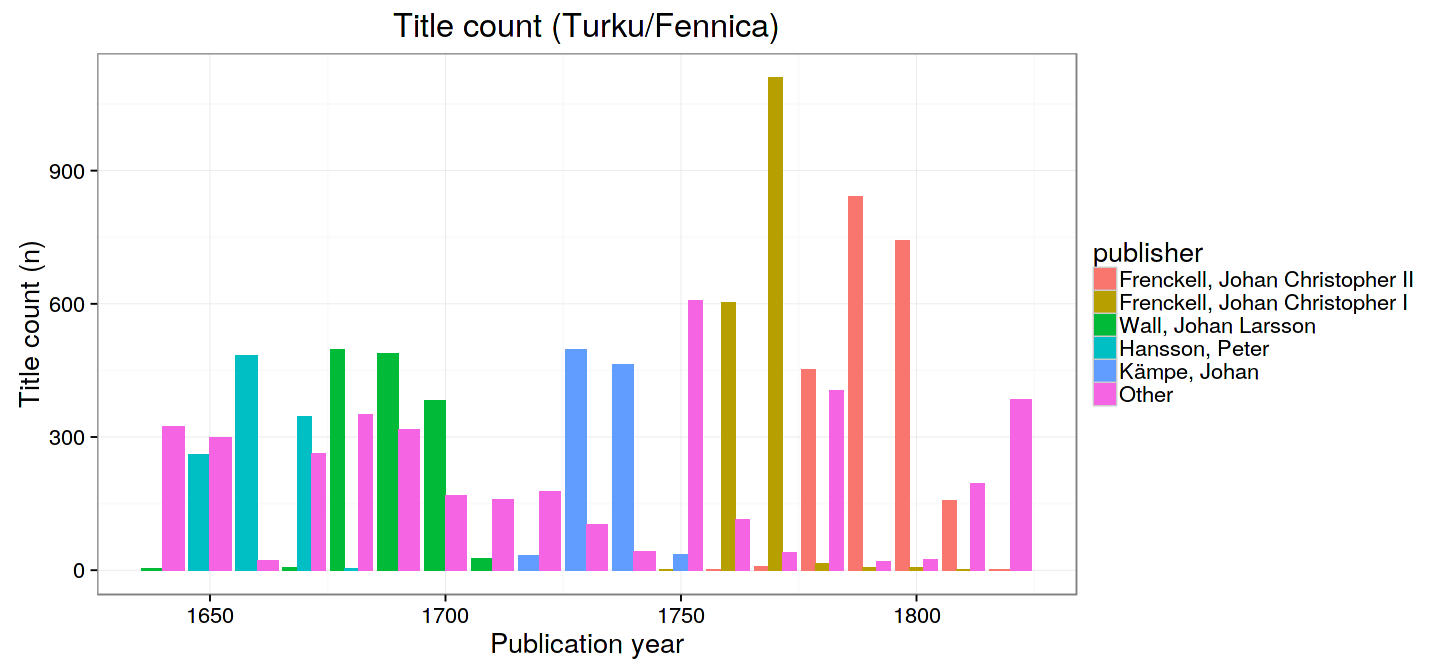 Title count (Turku/Fennica)
Title count (n)
900
600
300
0
1650
1700
1750
1800
Publication year
publisher
Frenckell, Johan Christopher II
Frenckell, Johan Christopher I
Wall, Johan Larsson
Hansson, Peter
Kämpe, Johan
Other